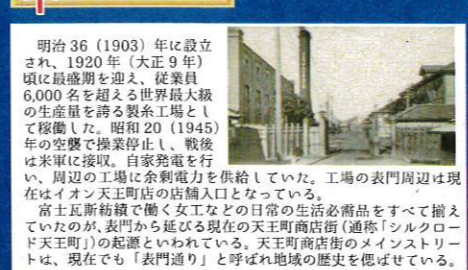 明治 36（1903）年に設立
され、1920 年（大正 9 年）
頃に最盛期を迎え、従業員
6,000 名を超える世界最大級
の生産量を誇る製糸工場とし
て稼働した。昭和 20（1945）
年の空襲で操業停止し、戦後
は米軍に接収。自家発電を行
い、周辺の工場に余剰電力を供給していた。工場の表門周辺は現
在はイオン天王町店の店舗入口となっている。
富士瓦斯紡績で働く女工などの日常の生活必需品をすべて揃え
ていたのが、表門から延びる現在の天王町商店街（通称「シルクロー
ド天王町」）の起源といわれている。天王町商店街のメインストリー
トは、現在でも「表門通り」と呼ばれ地域の歴史を偲ばせている。